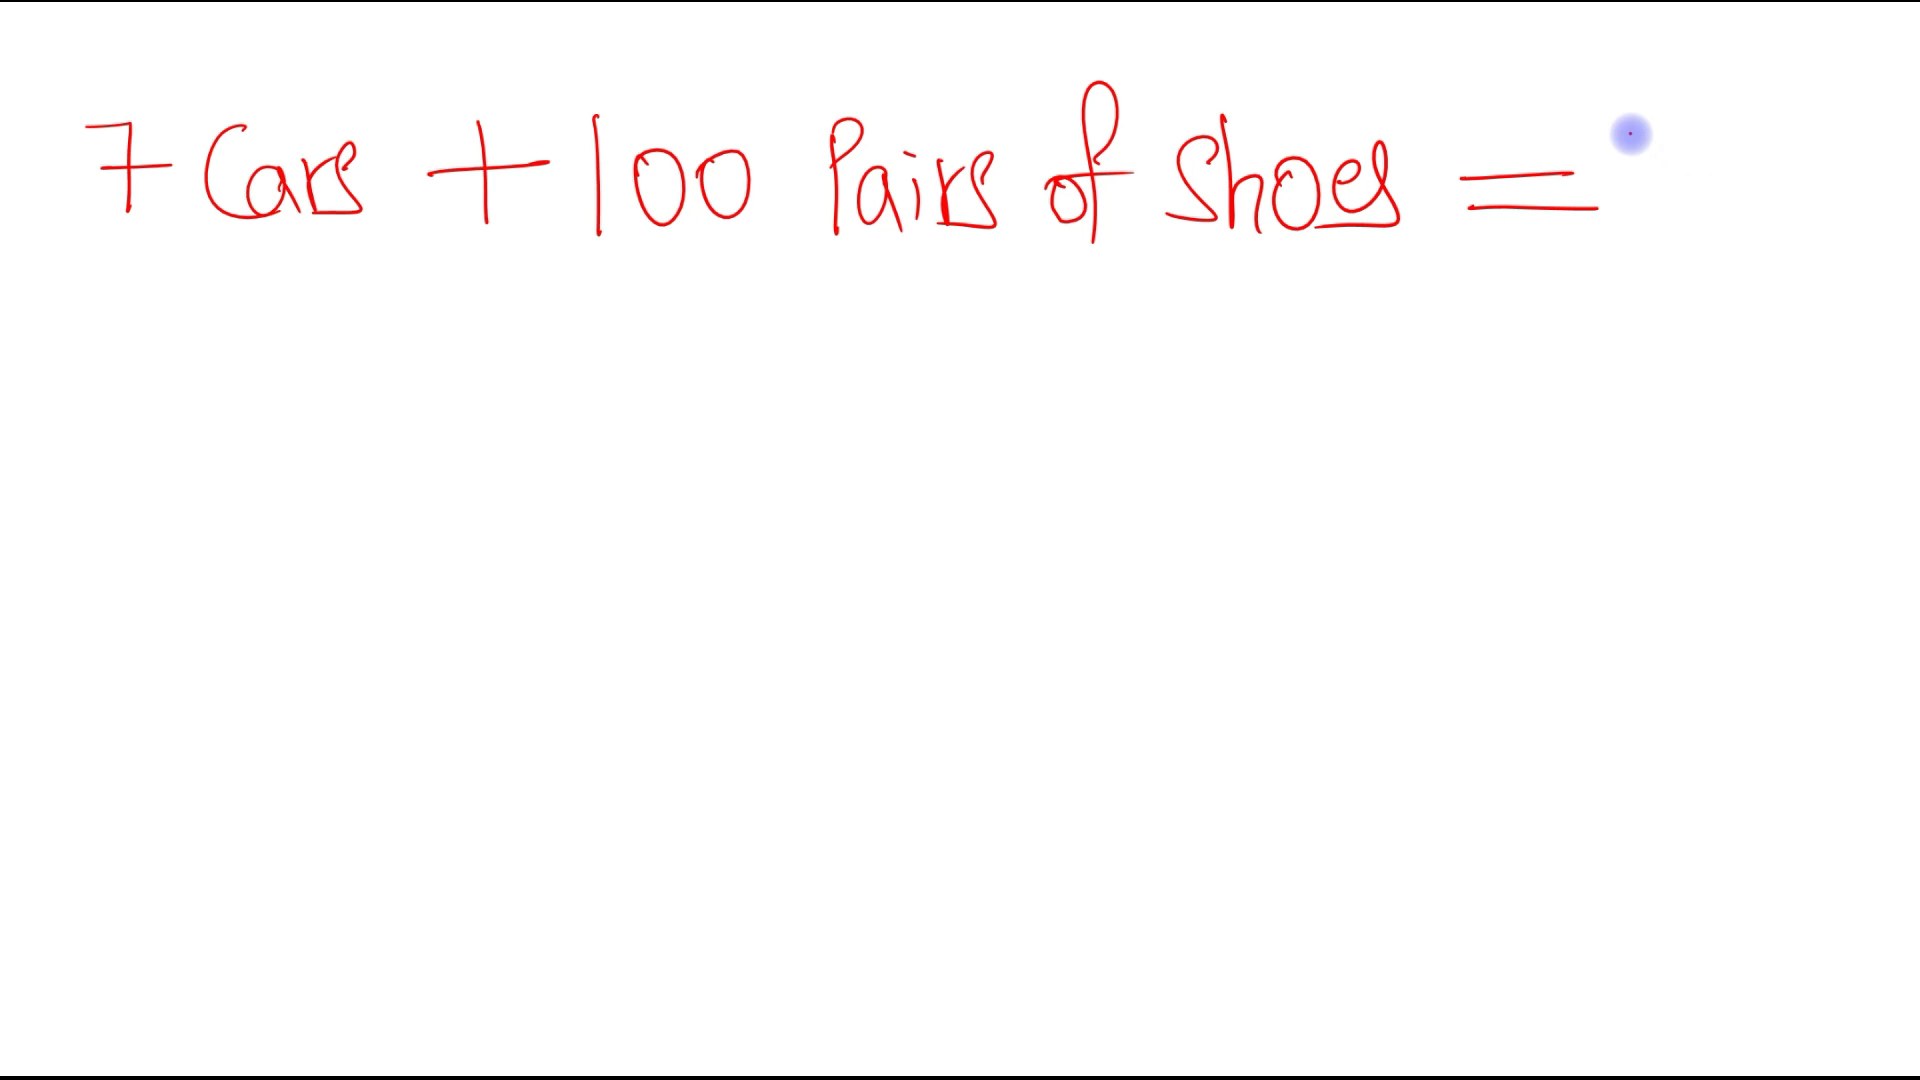 7 Cars + 100 Pairs of Shoes =